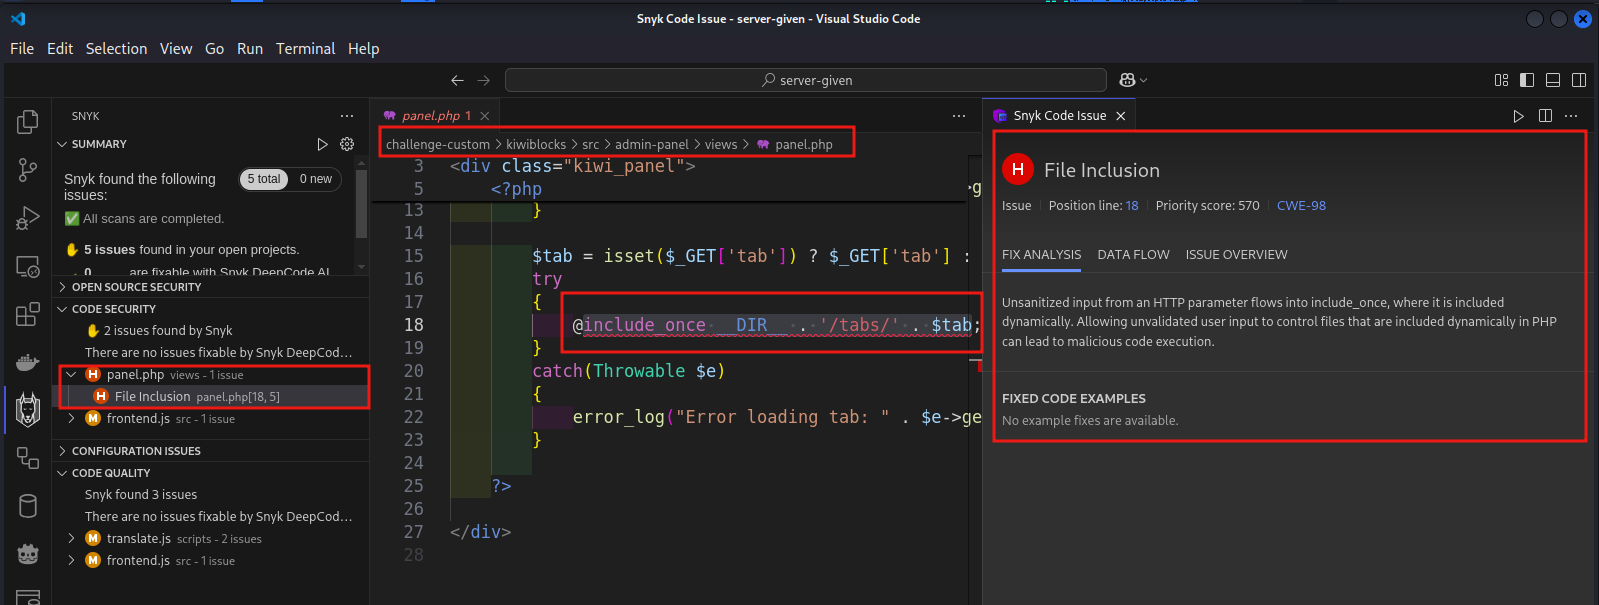 Snyk Code Issue - server-given - Visual Studio Code
File Edit Selection View Go Run Terminal Help
server-given
SNYK
SUMMARY
Snyk found the following issues:
5 total 0 new
All scans are completed.
5 issues found in your open projects.
0 are fixable with Snyk DeepCode AI
OPEN SOURCE SECURITY
CODE SECURITY
2 issues found by Snyk
There are no issues fixable by Snyk DeepCod...
panel.php views - 1 issue
File Inclusion panel.php[18, 5]
frontend.js src - 1 issue
CONFIGURATION ISSUES
CODE QUALITY
Snyk found 3 issues
There are no issues fixable by Snyk DeepCod...
translate.js scripts - 2 issues
frontend.js src - 1 issue
panel.php 1
challenge-custom > kiwiblocks > src > admin-panel > views > panel.php
3 <div class="kiwi_panel">
5 <?php
13 }
14
15 $tab = isset($_GET['tab']) ? $_GET['tab'] :
16 try
17 {
18 @include_once __DIR__ . '/tabs/' . $tab;
19 }
20 catch(Throwable $e)
21 {
22 error_log("Error loading tab: " . $e->ge
23 }
24
25 ?>
26
27 </div>
28
Snyk Code Issue
H File Inclusion
Issue Position line: 18 Priority score: 570 CWE-98
FIX ANALYSIS DATA FLOW ISSUE OVERVIEW
Unsanitized input from an HTTP parameter flows into include_once, where it is included
dynamically. Allowing unvalidated user input to control files that are included dynamically in PHP
can lead to malicious code execution.
FIXED CODE EXAMPLES
No example fixes are available.